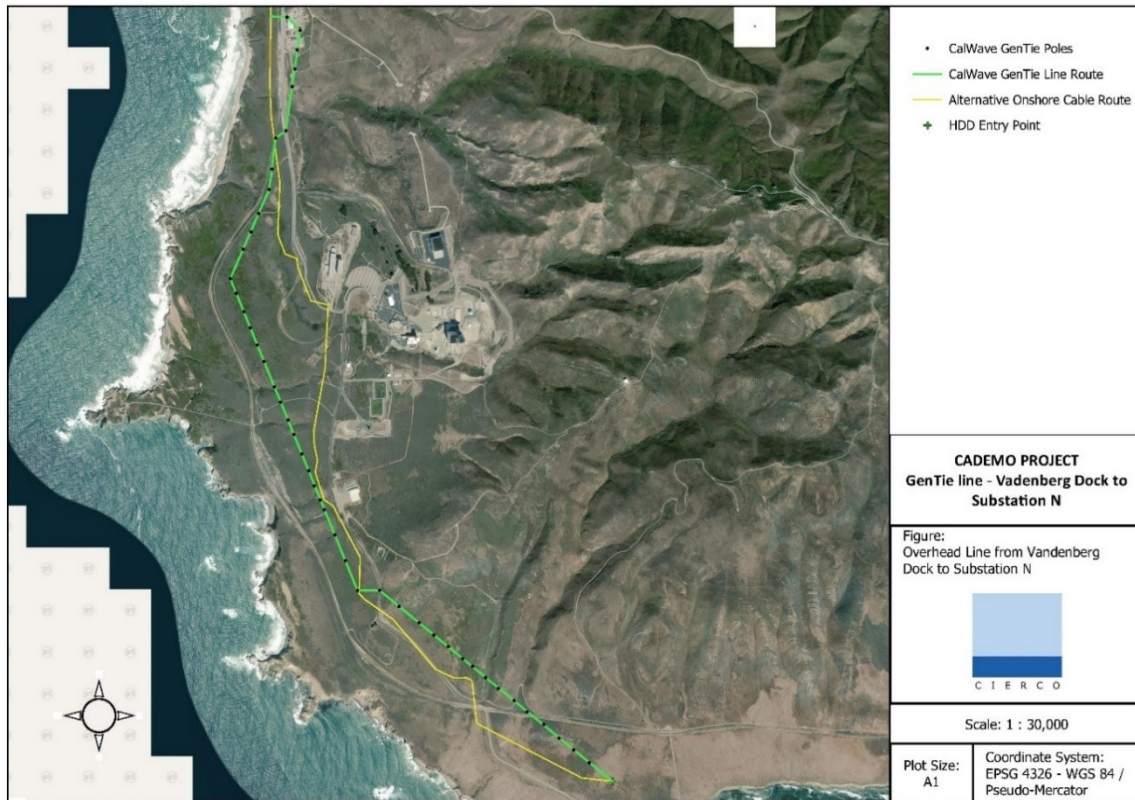 CalWave GenTie Poles
CalWave GenTie Line Route
Alternative Onshore Cable Route
HDD Entry Point
CADEMO PROJECT
GenTie line - Vadenberg Dock to
Substation N
Figure:
Overhead Line from Vandenberg
Dock to Substation N
C I E R C O
Scale: 1 : 30,000
Plot Size:
A1
Coordinate System:
EPSG 4326 - WGS 84 /
Pseudo-Mercator